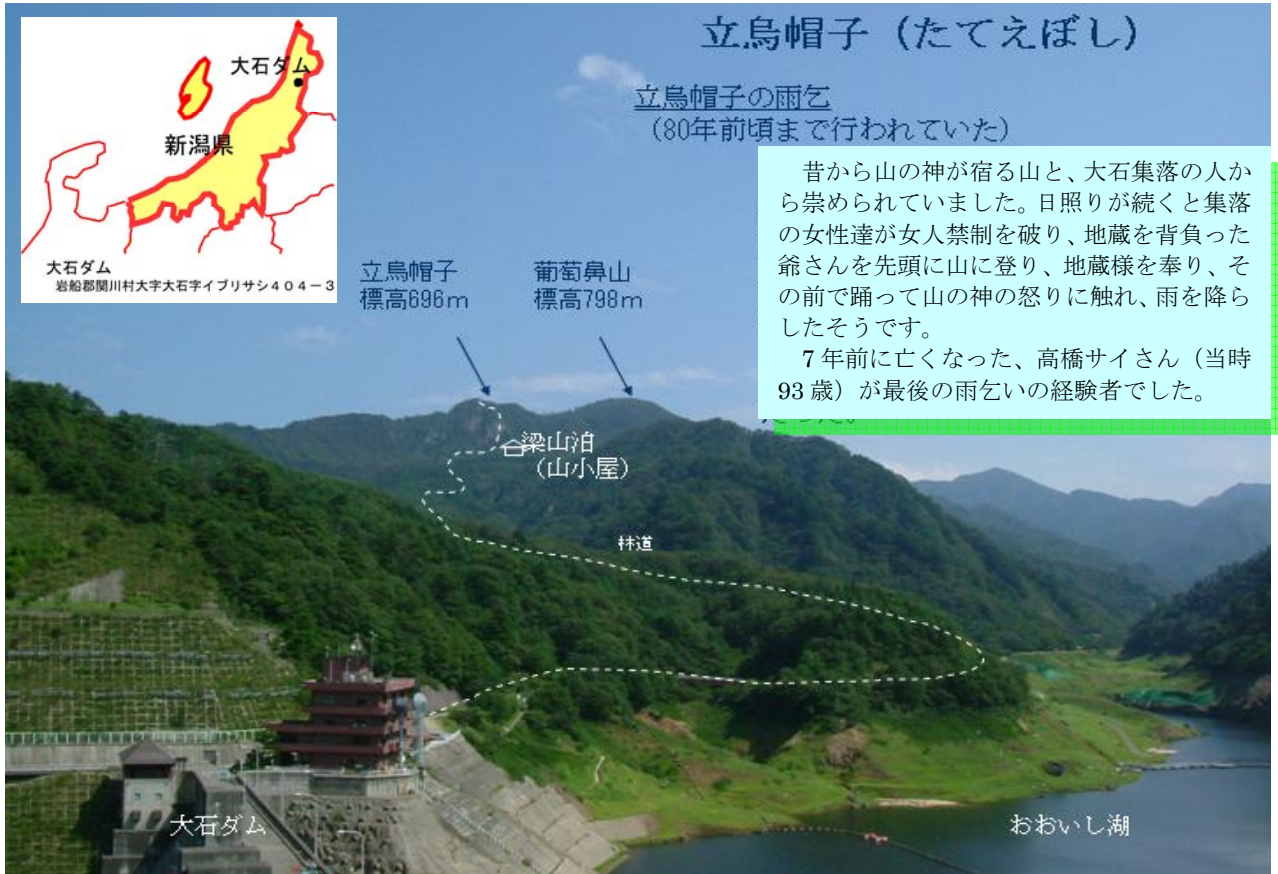 立烏帽子（たてえぼし）
立烏帽子の雨乞
（80年前頃まで行われていた）
昔から山の神が宿る山と、大石集落の人か
ら崇められていました。日照りが続くと集落
の女性達が女人禁制を破り、地蔵を背負った
爺さんを先頭に山に登り、地蔵様を奉り、そ
の前で踊って山の神の怒りに触れ、雨を降ら
したそうです。
7年前に亡くなった、高橋サイさん（当時
93歳）が最後の雨乞いの経験者でした。
大石ダム
新潟県
大石ダム
岩船郡関川村大字大石字イブリサシ４０４－３
立烏帽子
標高696m
葡萄鼻山
標高798m
梁山泊
（山小屋）
林道
大石ダム
おおいし湖